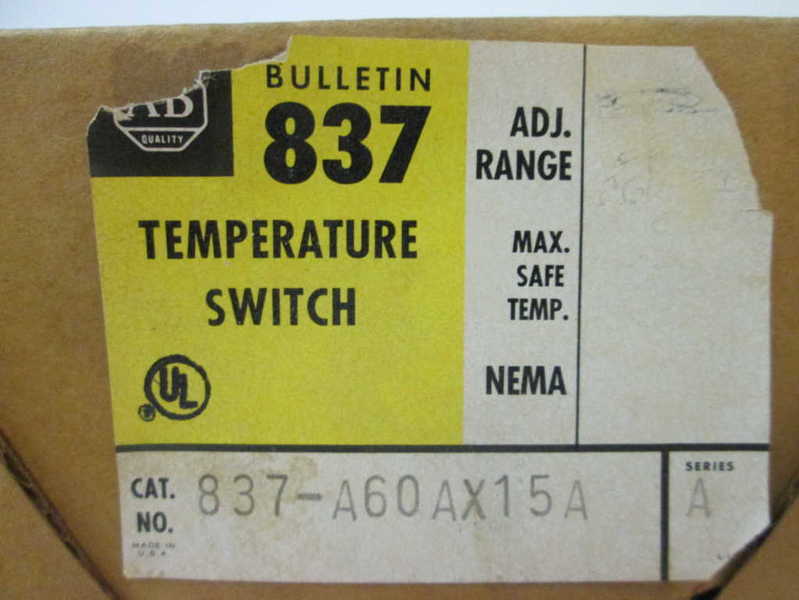 AB
QUALITY
BULLETIN
837
TEMPERATURE
SWITCH
UL
®
ADJ.
RANGE
MAX.
SAFE
TEMP.
NEMA
CAT.
NO.
837-A60AX15A
SERIES
A
MADE IN
U.S.A.